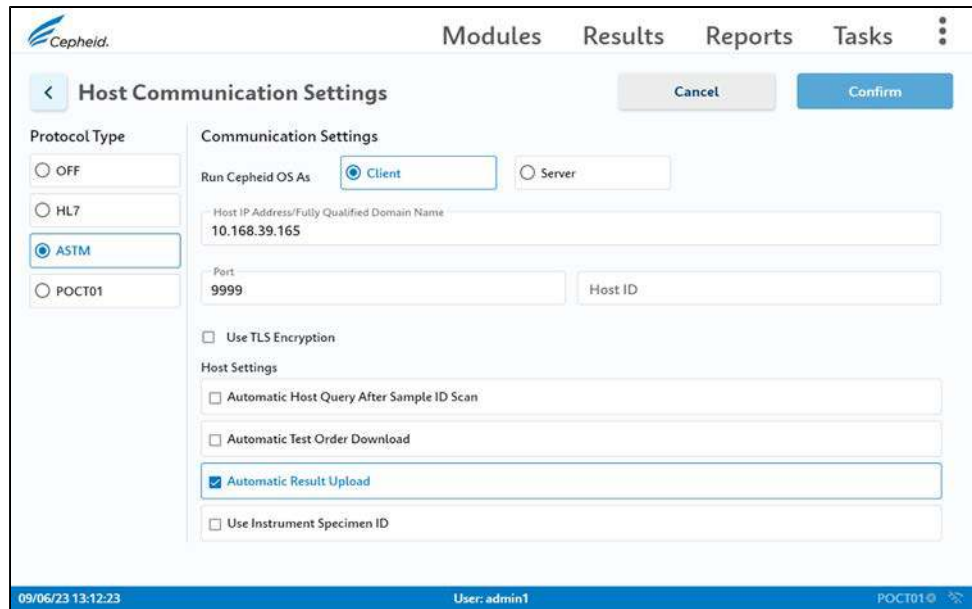 Cepheid.
Modules Results Reports Tasks
Host Communication Settings
Cancel
Confirm
Protocol Type
OFF
HL7
ASTM
POCT01
Communication Settings
Run Cepheid OS As
Client
Server
Host IP Address/Fully Qualified Domain Name
10.168.39.165
Port
9999
Host ID
Use TLS Encryption
Host Settings
Automatic Host Query After Sample ID Scan
Automatic Test Order Download
Automatic Result Upload
Use Instrument Specimen ID
09/06/23 13:12:23
User: admin1
POCT01